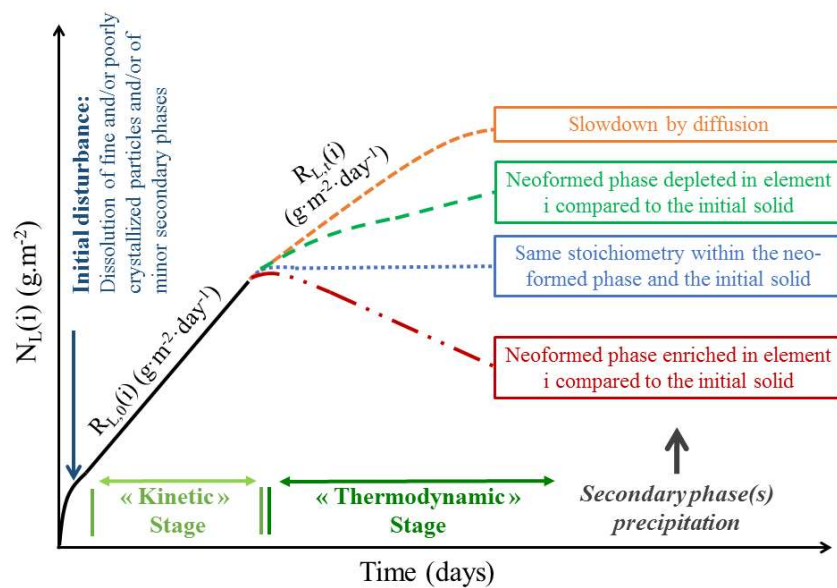 Initial disturbance:
Dissolution of fine and/or poorly
crystallized particles and/or of
minor secondary phases
N_L(i) (g.m⁻²)
R_L,0(i) (g·m⁻²·day⁻¹)
R_L,t(i)
(g·m⁻²·day⁻¹)
Slowdown by diffusion
Neoformed phase depleted in element
i compared to the initial solid
Same stoichiometry within the neo-
formed phase and the initial solid
Neoformed phase enriched in element
i compared to the initial solid
« Kinetic »
Stage
« Thermodynamic »
Stage
Secondary phase(s)
precipitation
Time (days)